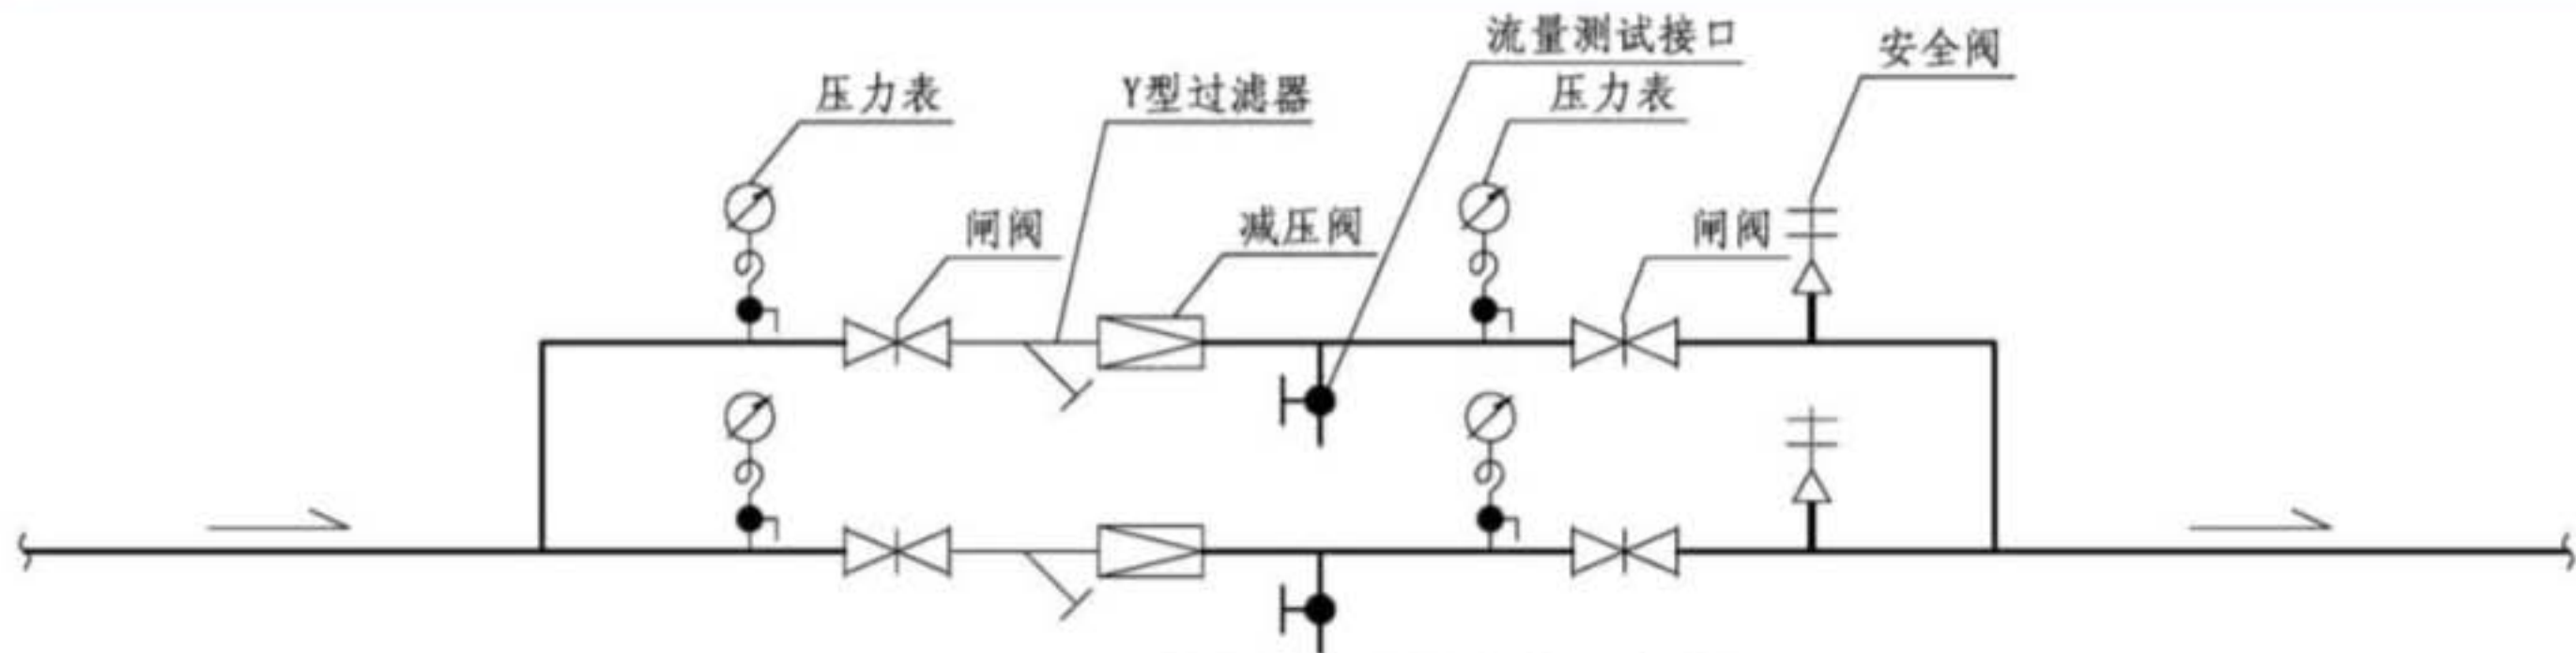 流量测试接口
安全阀
压力表
Y型过滤器
压力表
闸阀
减压阀
闸阀